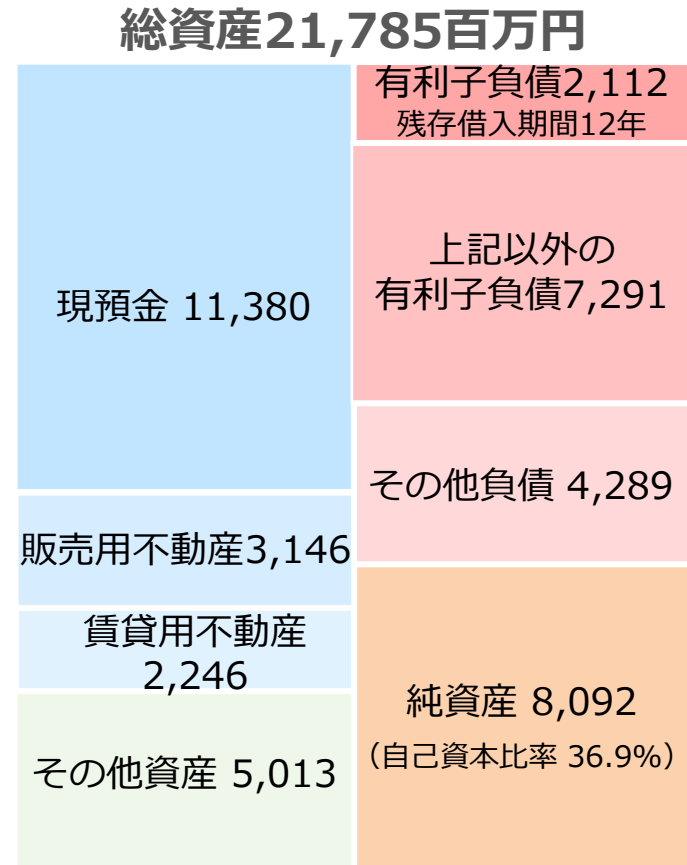 総資産21,785百万円
現預金 11,380
販売用不動産3,146
賃貸用不動産
2,246
その他資産 5,013
有利子負債2,112
残存借入期間12年
上記以外の
有利子負債7,291
その他負債 4,289
純資産 8,092
（自己資本比率 36.9%）